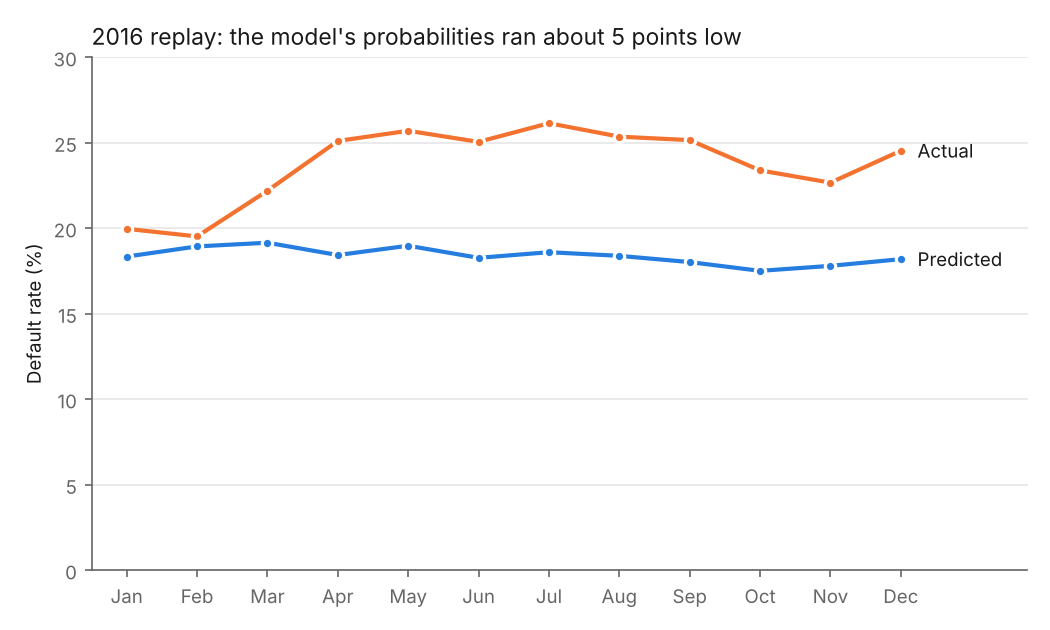 2016 replay: the model's probabilities ran about 5 points low
Default rate (%)
30
25
20
15
10
5
0
Actual
Predicted
Jan Feb Mar Apr May Jun Jul Aug Sep Oct Nov Dec